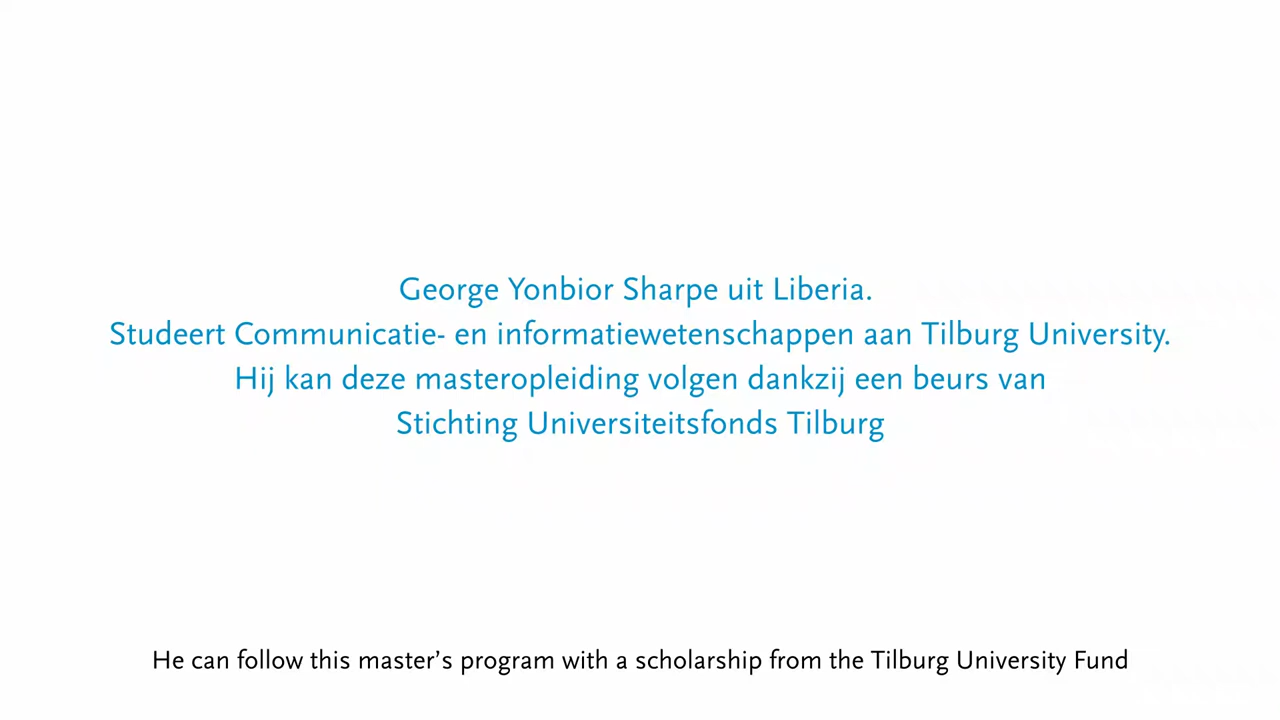 George Yonbior Sharpe uit Liberia.
Studeert Communicatie- en informatiewetenschappen aan Tilburg University.
Hij kan deze masteropleiding volgen dankzij een beurs van
Stichting Universiteitsfonds Tilburg
He can follow this master’s program with a scholarship from the Tilburg University Fund